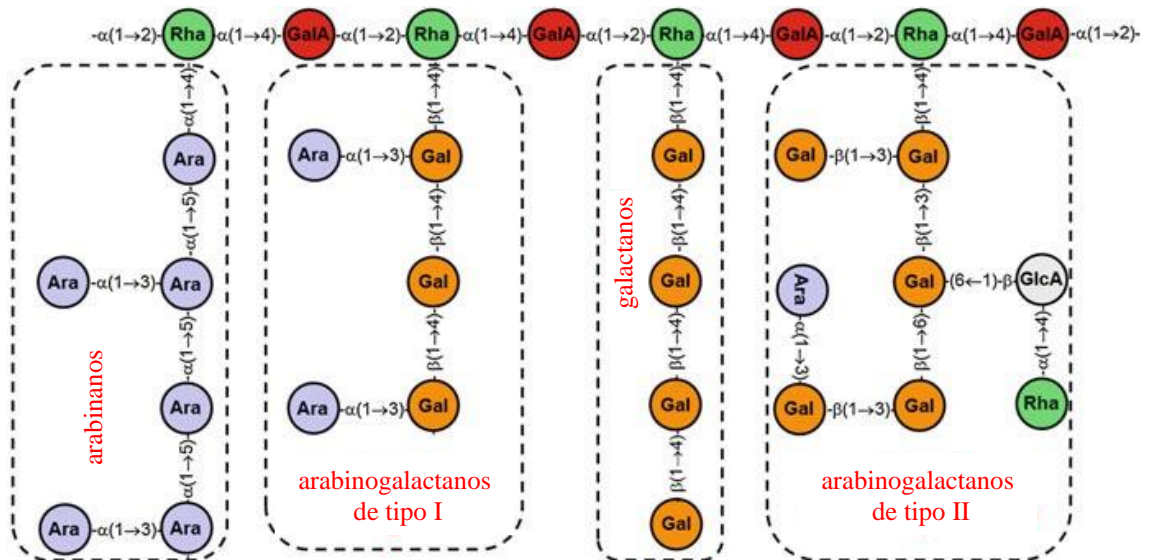 -α(1→2)- Rha α(1→4) GalA -α(1→2)- Rha -α(1→4)- GalA -α(1→2)- Rha -α(1→4)- GalA -α(1→2)- Rha -α(1→4)- GalA -α(1→2)-
-α(1→4)-
Ara
-α(1→5)-
Ara -α(1→3)- Ara
-α(1→5)-
Ara
-α(1→5)-
Ara -α(1→3)- Ara
arabinanos
β(1→4)-
Ara -α(1→3)- Gal
-β(1→4)-
Gal
-β(1→4)-
Ara α(1→3)- Gal
arabinogalactanos
de tipo I
galactanos
β(1→4)-
Gal
-β(1→4)-
Gal
-β(1→4)-
Gal
β(1→4)-
Gal
β(1→4)-
Gal -β(1→3)- Gal
-β(1→3)-
Ara
Gal -(6←1)-β- GlcA
-α(1→3)
β(1→6)-
-α(1→4)-
Gal -β(1→3)- Gal
Rha
arabinogalactanos
de tipo II